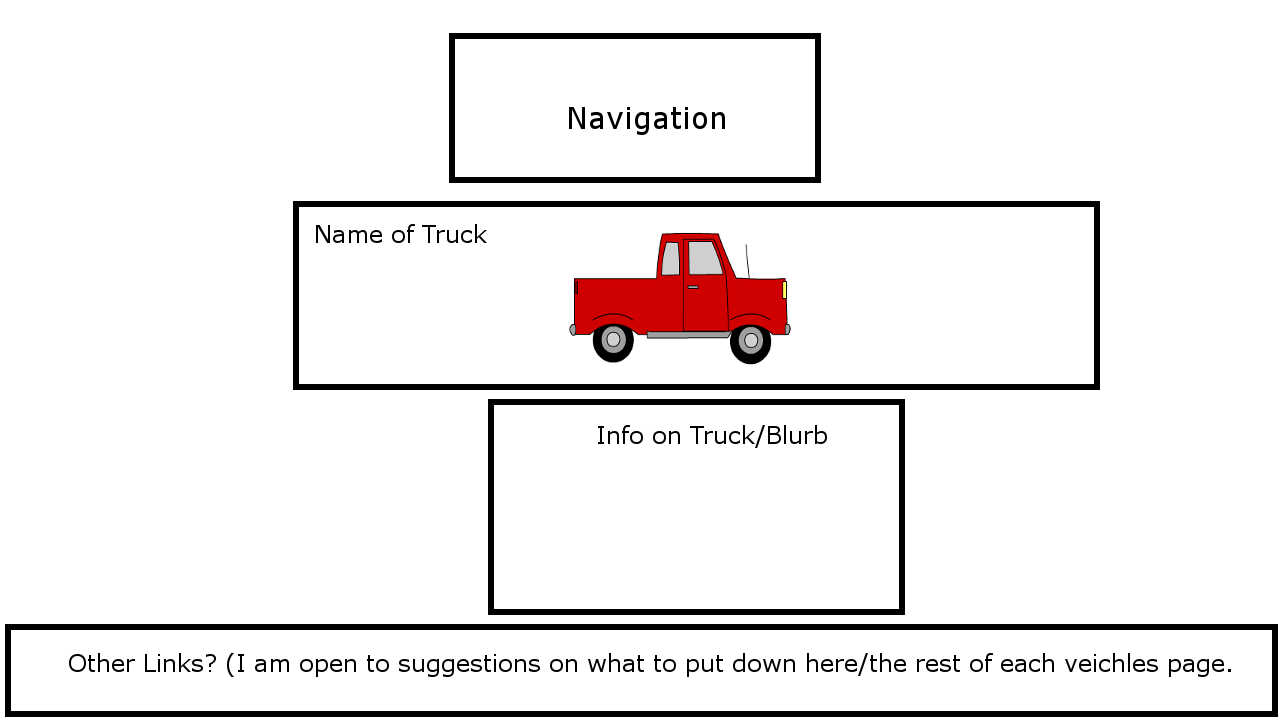 Navigation
Name of Truck
Info on Truck/Blurb
Other Links? (I am open to suggestions on what to put down here/the rest of each veichles page.